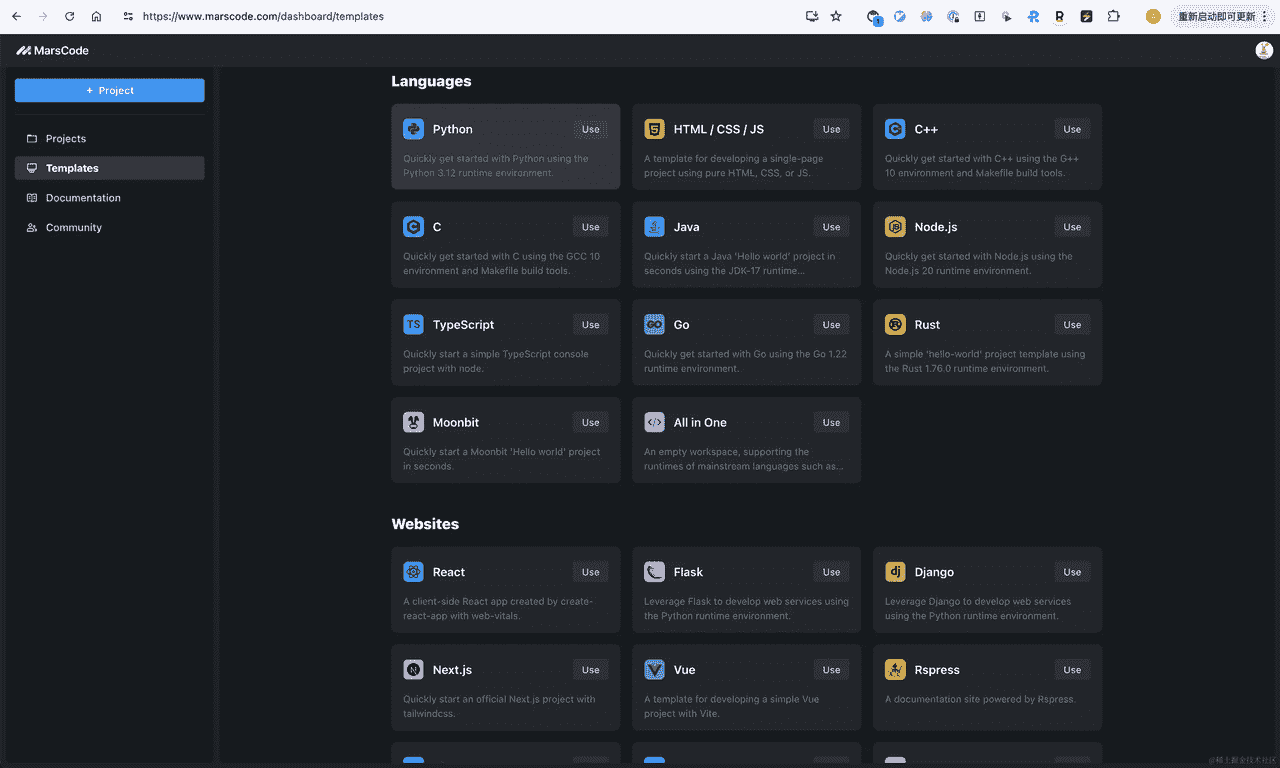 https://www.marscode.com/dashboard/templates
1
重新启动即可更新
MarsCode
+ Project
Projects
Templates
Documentation
Community
Languages
Python
Use
Quickly get started with Python using the
Python 3.12 runtime environment.
HTML / CSS / JS
Use
A template for developing a single-page
project using pure HTML, CSS, or JS.
C++
Use
Quickly get started with C++ using the G++
10 environment and Makefile build tools.
C
Use
Quickly get started with C using the GCC 10
environment and Makefile build tools.
Java
Use
Quickly start a Java 'Hello world' project in
seconds using the JDK-17 runtime...
Node.js
Use
Quickly get started with Node.js using the
Node.js 20 runtime environment.
TS
TypeScript
Use
Quickly start a simple TypeScript console
project with node.
GO
Go
Use
Quickly get started with Go using the Go 1.22
runtime environment.
Rust
Use
A simple 'hello-world' project template using
the Rust 1.76.0 runtime environment.
Moonbit
Use
Quickly start a Moonbit 'Hello world' project
in seconds.
All in One
Use
An empty workspace, supporting the
runtimes of mainstream languages such as...
Websites
React
Use
A client-side React app created by create-
react-app with web-vitals.
Flask
Use
Leverage Flask to develop web services using
the Python runtime environment.
dj
Django
Use
Leverage Django to develop web services
using the Python runtime environment.
Next.js
Use
Quickly start an official Next.js project with
tailwindcss.
Vue
Use
A template for developing a simple Vue
project with Vite.
Rspress
Use
A documentation site powered by Rspress.
@稀土掘金技术社区